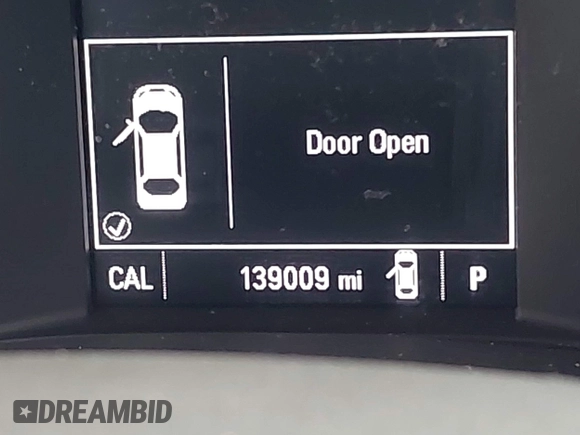 Door Open
CAL 139009 mi P
DREAMBID